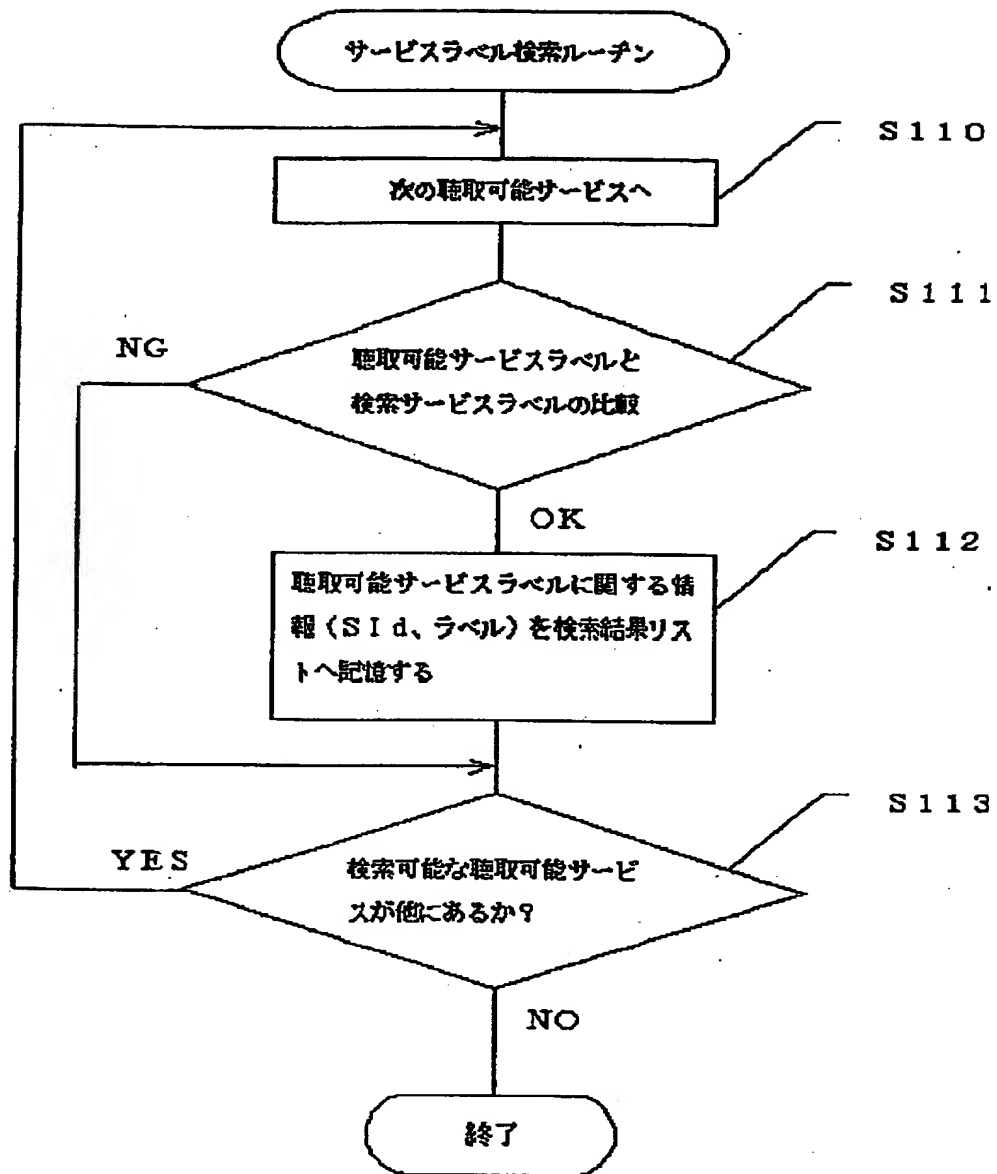 サービスラベル検索ルーチン
S110
次の聴取可能サービスへ
S111
NG
聴取可能サービスラベルと
検索サービスラベルの比較
OK
S112
聴取可能サービスラベルに関する情
報（SId、ラベル）を検索結果リス
トへ記憶する
S113
YES
検索可能な聴取可能サービ
スが他にあるか？
NO
終了